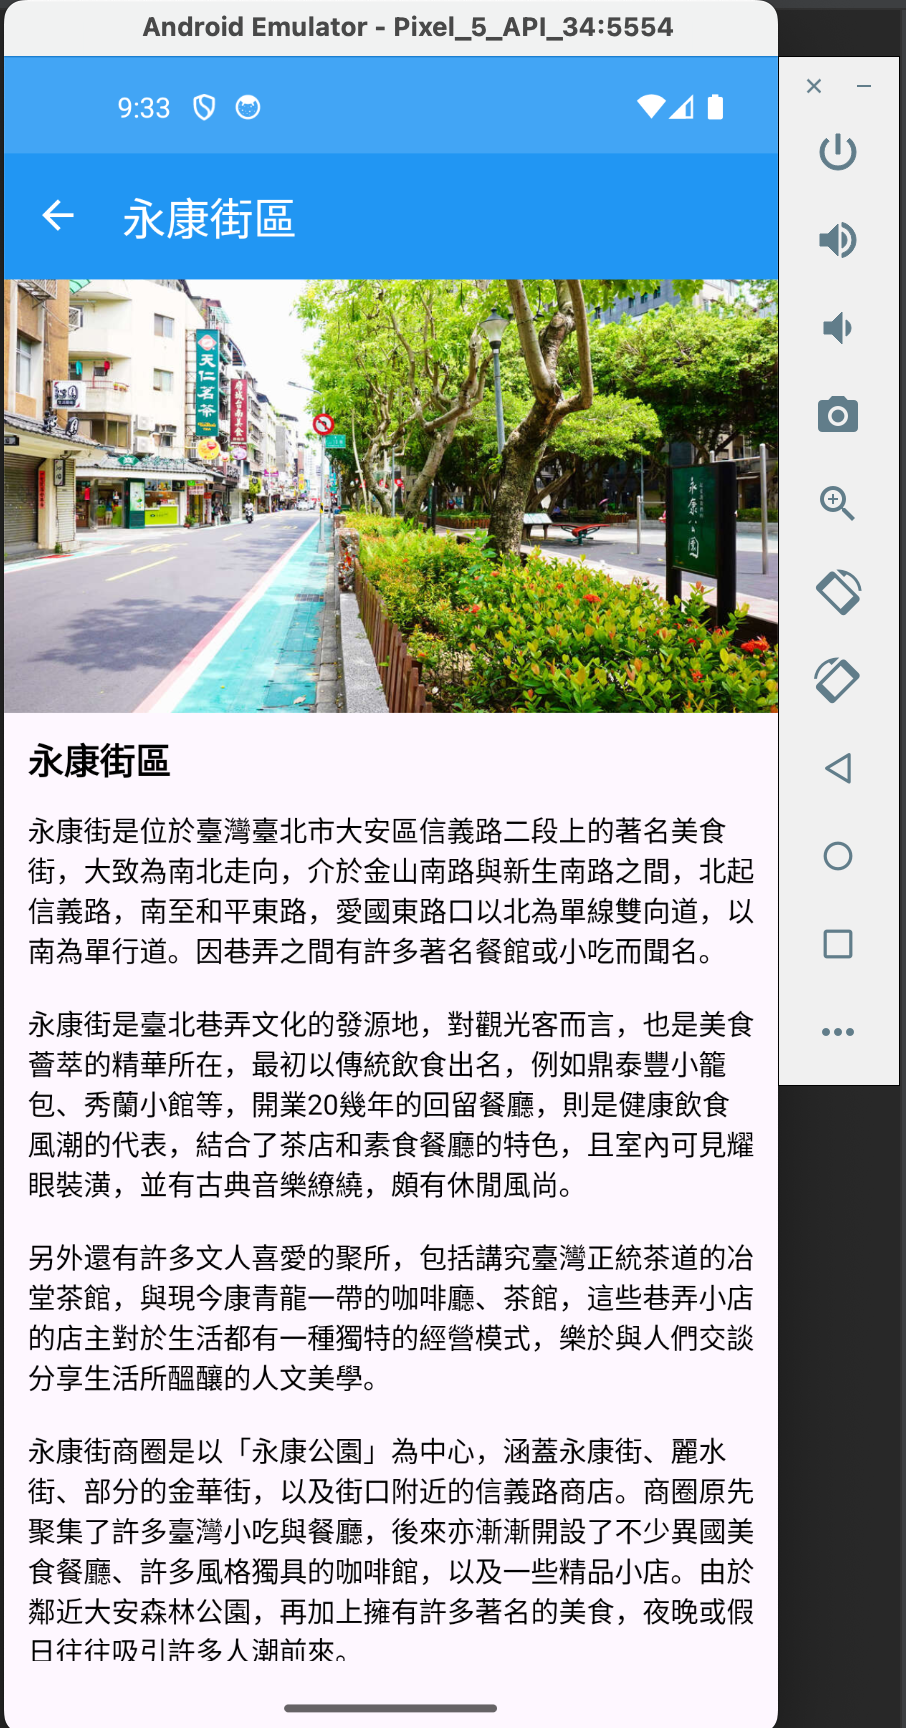 Android Emulator - Pixel_5_API_34:5554
9:33
永康街區
天仁茗茶
永康公園
永康街區
永康街是位於臺灣臺北市大安區信義路二段上的著名美食
街，大致為南北走向，介於金山南路與新生南路之間，北起
信義路，南至和平東路，愛國東路口以北為單線雙向道，以
南為單行道。因巷弄之間有許多著名餐館或小吃而聞名。
永康街是臺北巷弄文化的發源地，對觀光客而言，也是美食
薈萃的精華所在，最初以傳統飲食出名，例如鼎泰豐小籠
包、秀蘭小館等，開業20幾年的回留餐廳，則是健康飲食
風潮的代表，結合了茶店和素食餐廳的特色，且室內可見耀
眼裝潢，並有古典音樂繚繞，頗有休閒風尚。
另外還有許多文人喜愛的聚所，包括講究臺灣正統茶道的冶
堂茶館，與現今康青龍一帶的咖啡廳、茶館，這些巷弄小店
的店主對於生活都有一種獨特的經營模式，樂於與人們交談
分享生活所醞釀的人文美學。
永康街商圈是以「永康公園」為中心，涵蓋永康街、麗水
街、部分的金華街，以及街口附近的信義路商店。商圈原先
聚集了許多臺灣小吃與餐廳，後來亦漸漸開設了不少異國美
食餐廳、許多風格獨具的咖啡館，以及一些精品小店。由於
鄰近大安森林公園，再加上擁有許多著名的美食，夜晚或假
日往往吸引許多人潮前來。